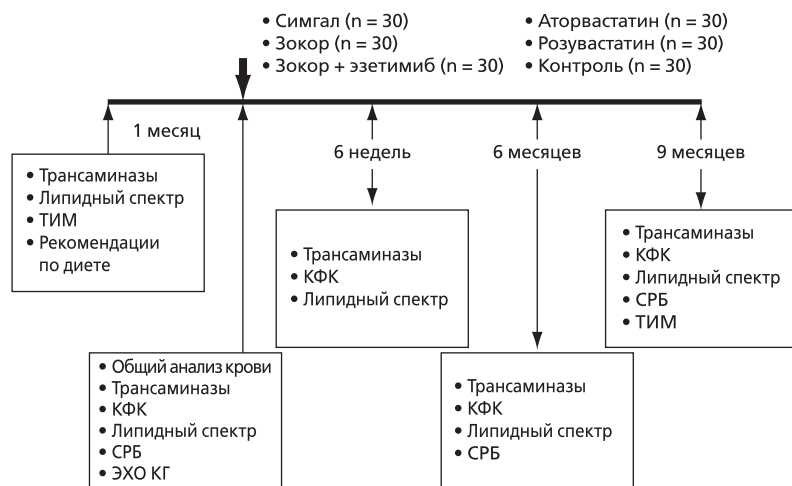 • Симгал (n = 30)
• Зокор (n = 30)
• Зокор + эзетимиб (n = 30)
• Аторвастатин (n = 30)
• Розувастатин (n = 30)
• Контроль (n = 30)
1 месяц
6 недель
6 месяцев
9 месяцев
• Трансаминазы
• Липидный спектр
• ТИМ
• Рекомендации
по диете
• Общий анализ крови
• Трансаминазы
• КФК
• Липидный спектр
• СРБ
• ЭХО КГ
• Трансаминазы
• КФК
• Липидный спектр
• Трансаминазы
• КФК
• Липидный спектр
• СРБ
• Трансаминазы
• КФК
• Липидный спектр
• СРБ
• ТИМ